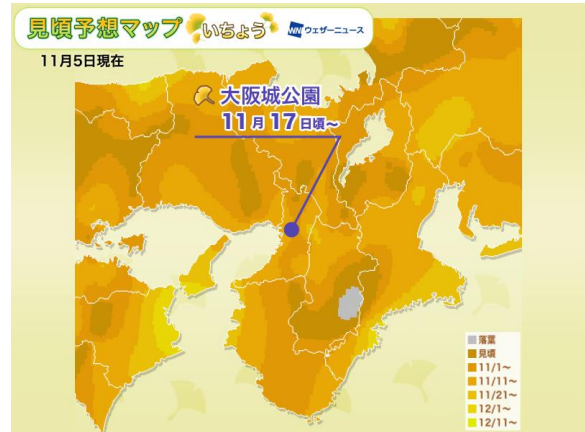 見頃予想マップ いちょう WNI ウェザーニュース
11月5日現在
大阪城公園
11月17日頃～
落葉
見頃
11/1～
11/11～
11/21～
12/1～
12/11～